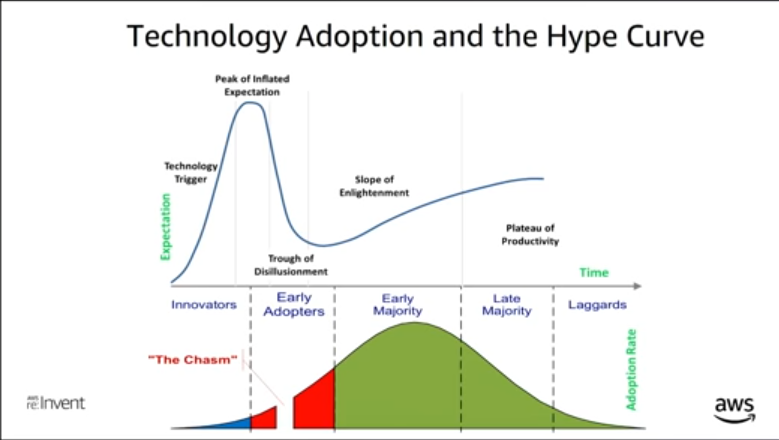 Technology Adoption and the Hype Curve
Peak of Inflated
Expectation
Technology
Trigger
Slope of
Enlightenment
Expectation
Plateau of
Productivity
Trough of
Disillusionment
Time
Innovators
Early
Adopters
Early
Majority
Late
Majority
Laggards
"The Chasm"
Adoption Rate
aws
re:Invent
aws